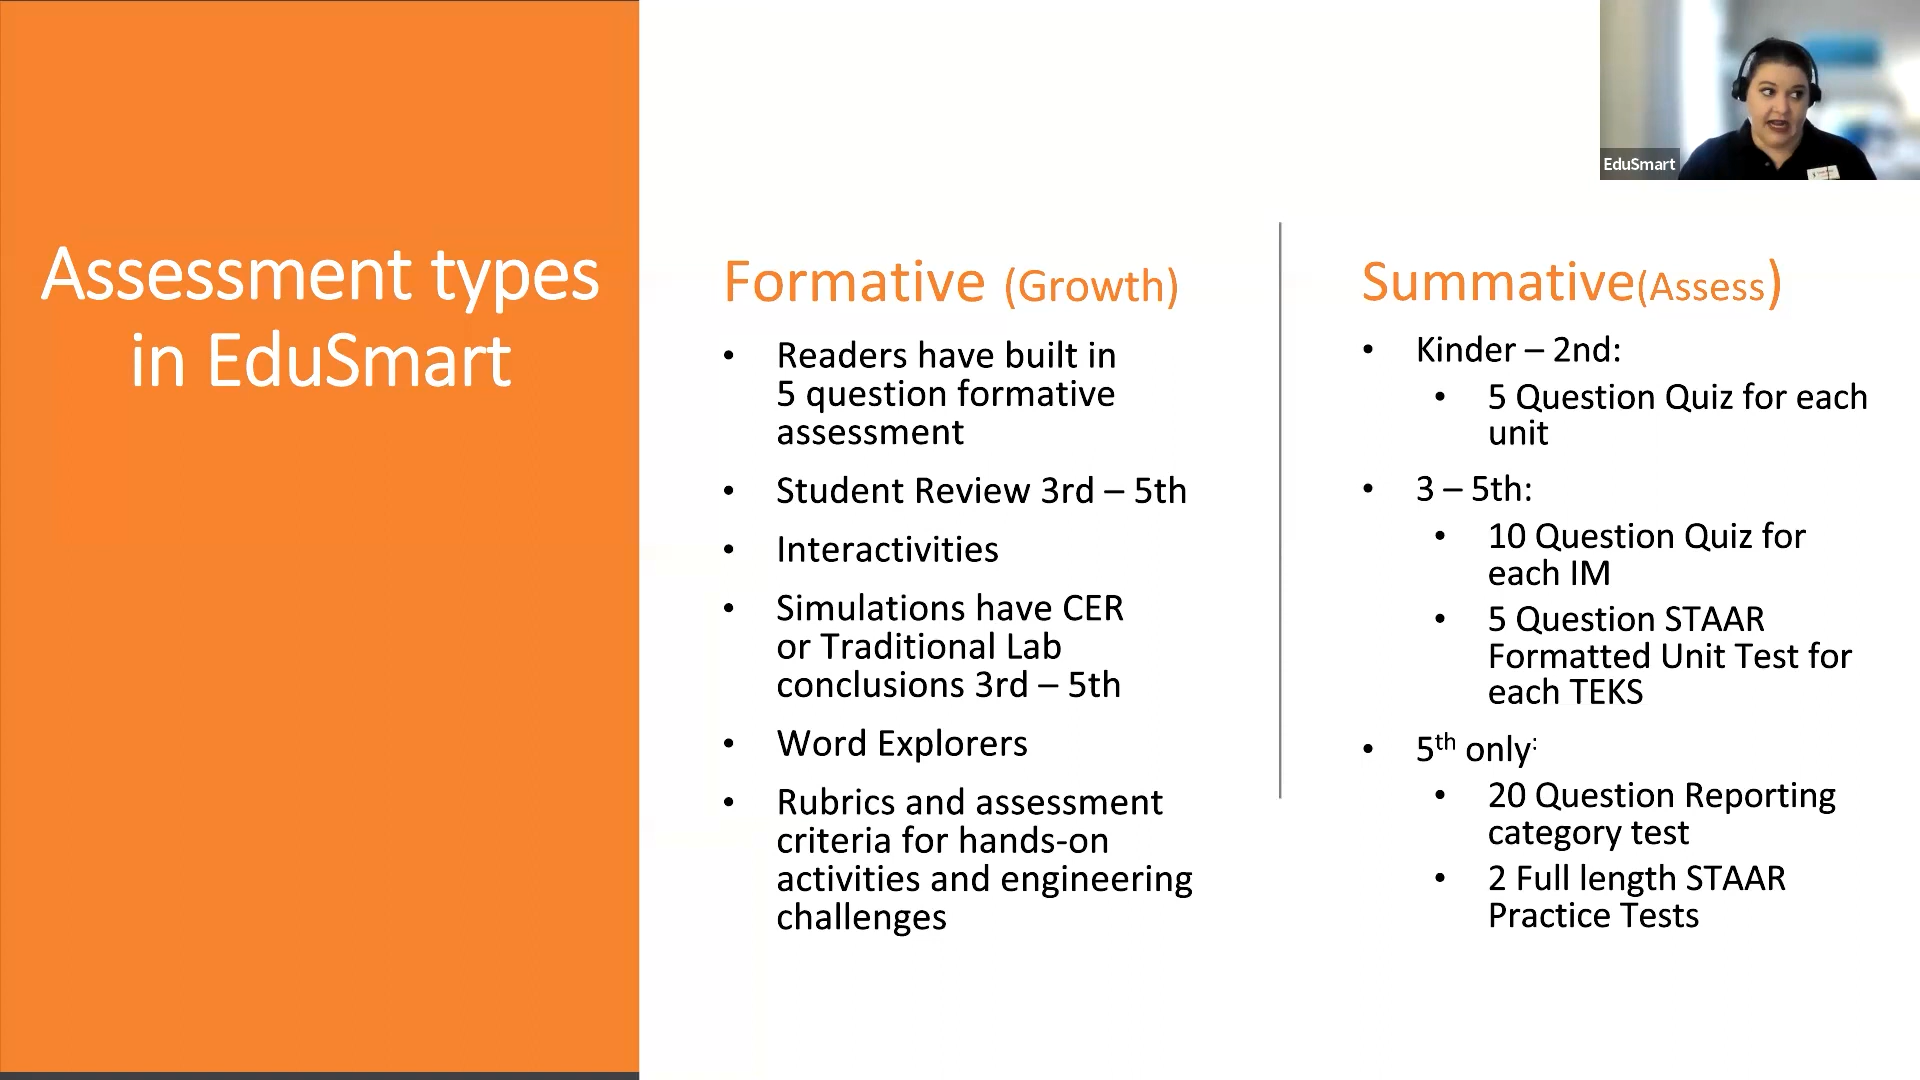 Assessment types
in EduSmart
EduSmart
Formative (Growth)
• Readers have built in
5 question formative
assessment
• Student Review 3rd – 5th
• Interactivities
• Simulations have CER
or Traditional Lab
conclusions 3rd – 5th
• Word Explorers
• Rubrics and assessment
criteria for hands-on
activities and engineering
challenges
Summative(Assess)
• Kinder – 2nd:
• 5 Question Quiz for each
unit
• 3 – 5th:
• 10 Question Quiz for
each IM
• 5 Question STAAR
Formatted Unit Test for
each TEKS
• 5th only:
• 20 Question Reporting
category test
• 2 Full length STAAR
Practice Tests